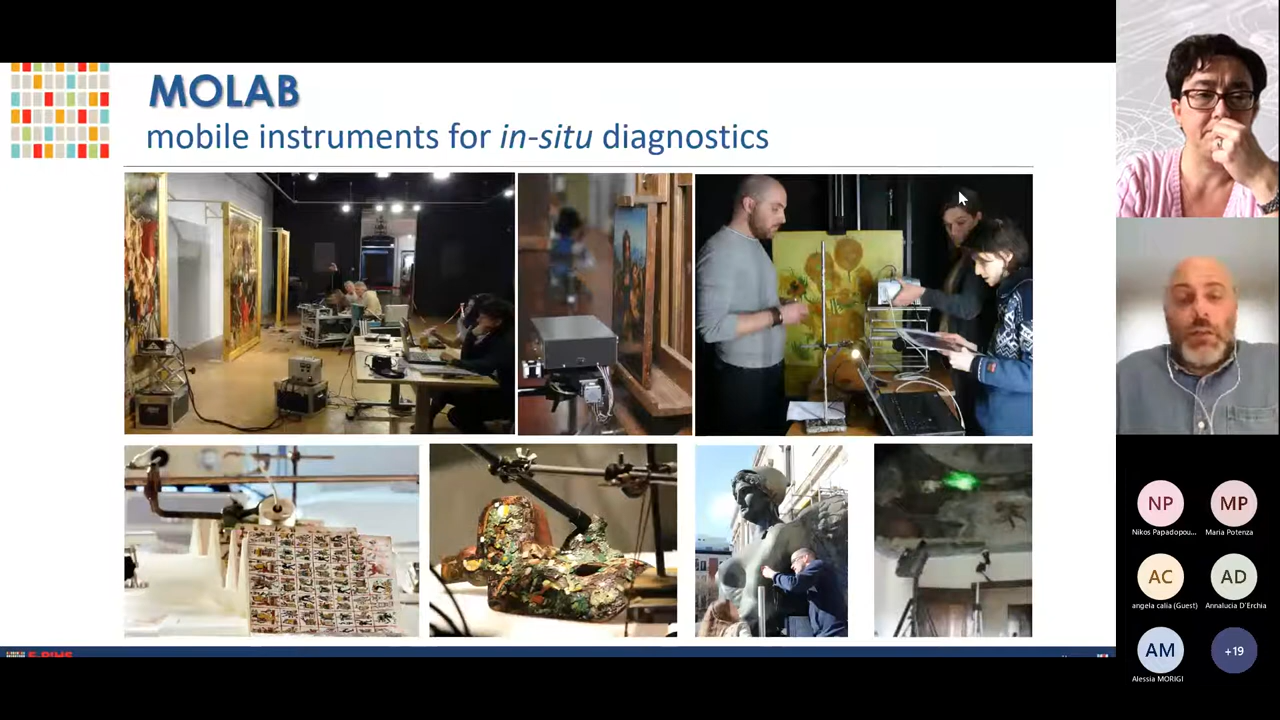 MOLAB
mobile instruments for in-situ diagnostics
E-RIHS
NP
MP
Nikos Papadopou...
Maria Potenza
AC
AD
angela calia (Guest)
Annalucia D'Erchia
AM
+19
Alessia MORIGI